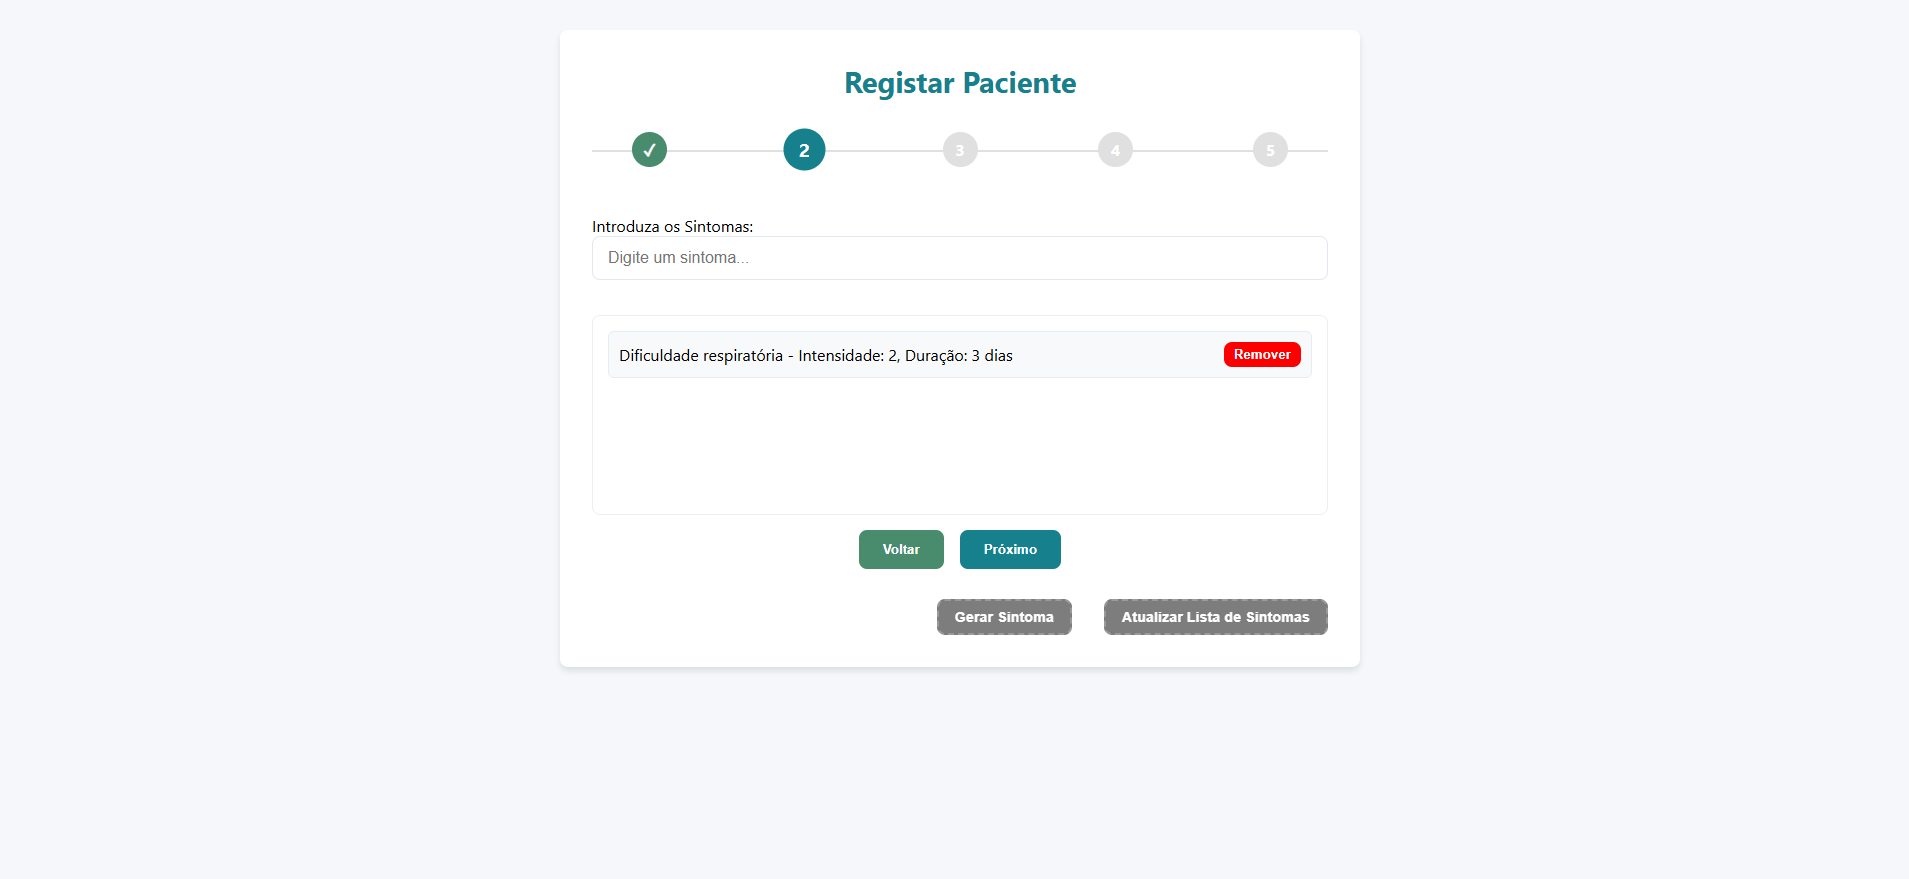 Registar Paciente
✓ 2 3 4 5
Introduza os Sintomas:
Digite um sintoma...
Dificuldade respiratória - Intensidade: 2, Duração: 3 dias Remover
Voltar Próximo
Gerar Sintoma Atualizar Lista de Sintomas